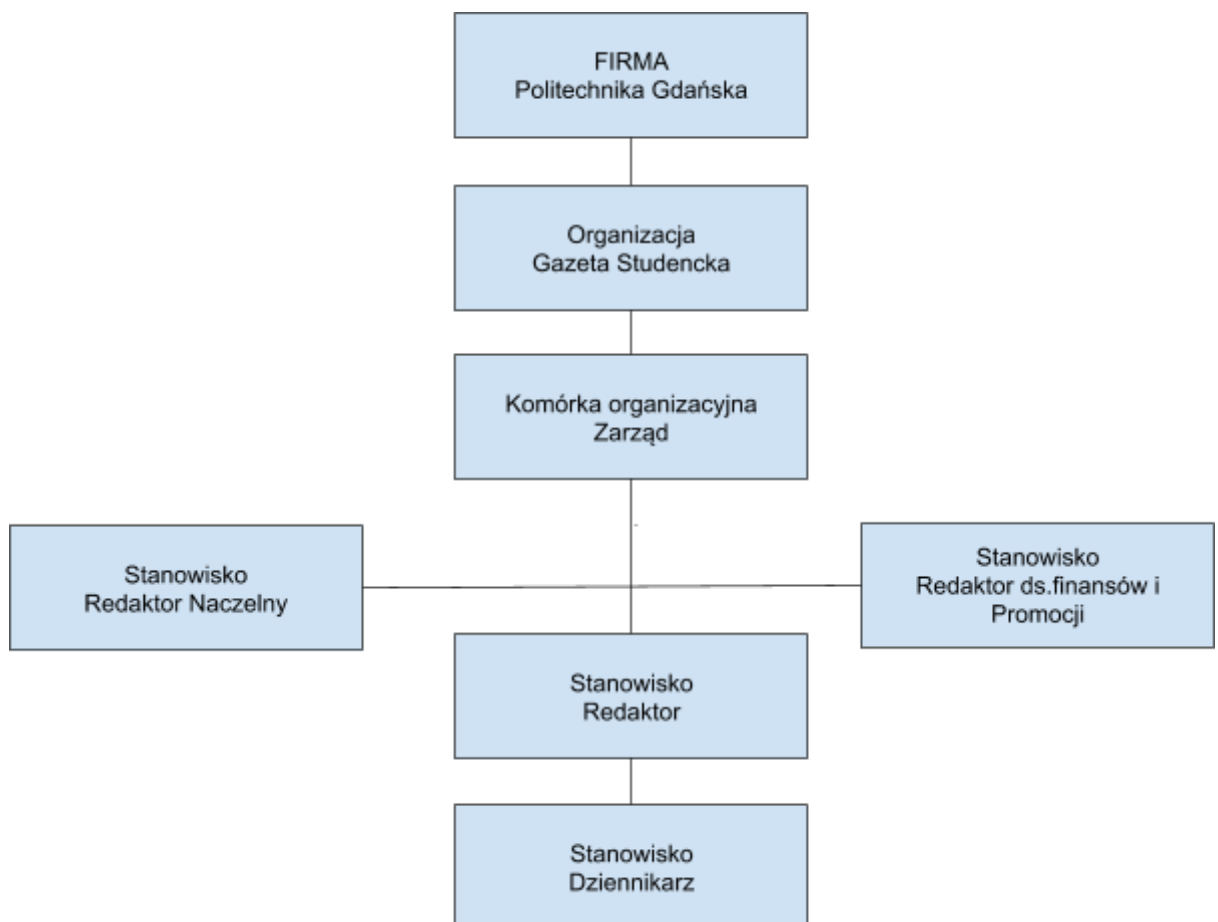 FIRMA
Politechnika Gdańska
Organizacja
Gazeta Studencka
Komórka organizacyjna
Zarząd
Stanowisko
Redaktor Naczelny
Stanowisko
Redaktor ds.finansów i
Promocji
Stanowisko
Redaktor
Stanowisko
Dziennikarz